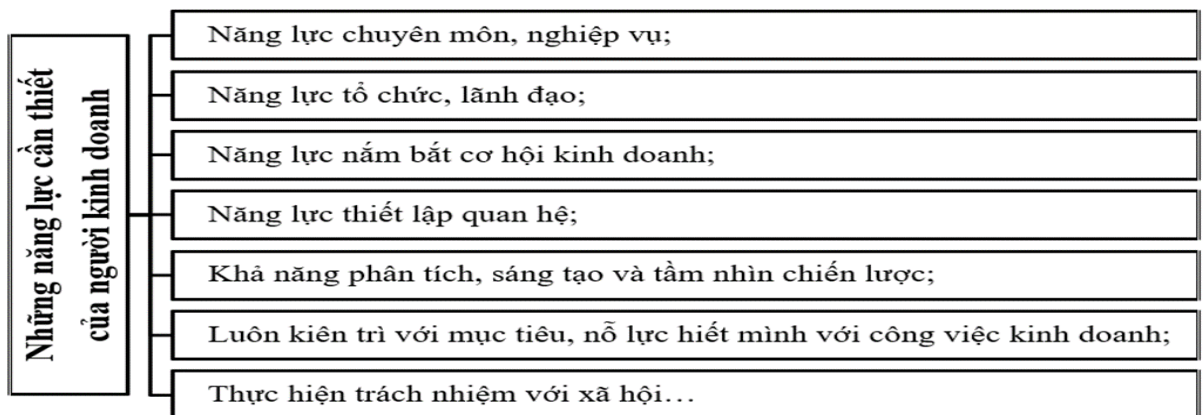 Những năng lực cần thiết
của người kinh doanh
Năng lực chuyên môn, nghiệp vụ;
Năng lực tổ chức, lãnh đạo;
Năng lực nắm bắt cơ hội kinh doanh;
Năng lực thiết lập quan hệ;
Khả năng phân tích, sáng tạo và tầm nhìn chiến lược;
Luôn kiên trì với mục tiêu, nỗ lực hiết mình với công việc kinh doanh;
Thực hiện trách nhiệm với xã hội…